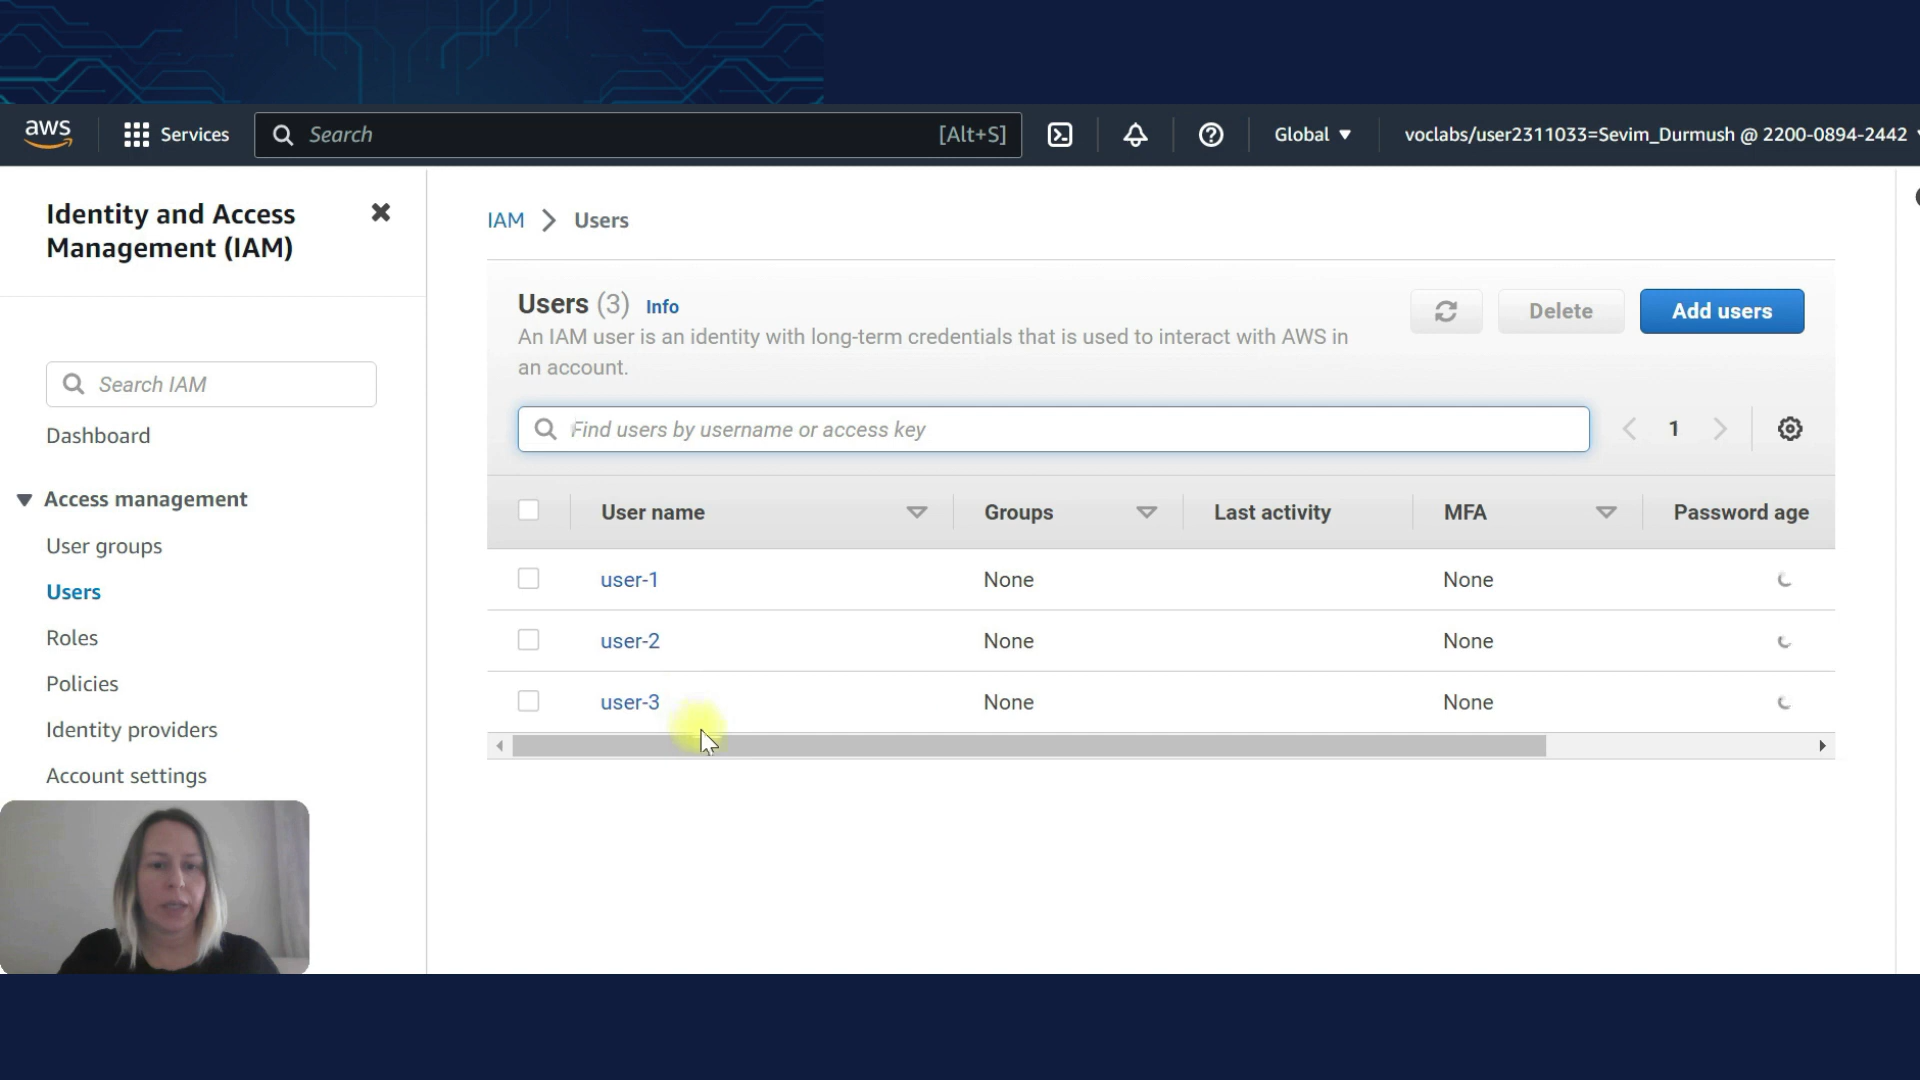 aws
Services
Search
[Alt+S]
Global
voclabs/user2311033=Sevim_Durmush @ 2200-0894-2442
Identity and Access
Management (IAM)
Search IAM
Dashboard
Access management
User groups
Users
Roles
Policies
Identity providers
Account settings
IAM
Users
Users (3) Info
An IAM user is an identity with long-term credentials that is used to interact with AWS in
an account.
Delete
Add users
Find users by username or access key
1
User name Groups Last activity MFA Password age
user-1 None None
user-2 None None
user-3 None None